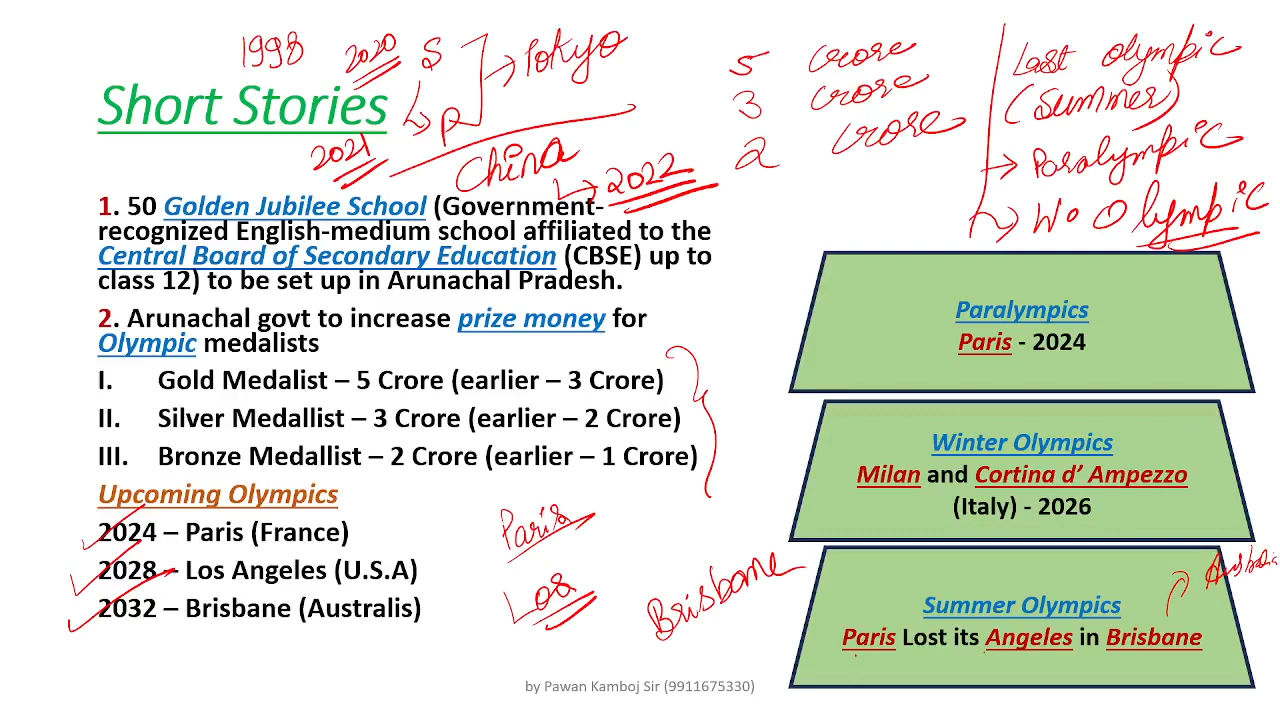 1998
2020 S
P
→ Tokyo
2021
China
→ 2022
5 crore
3 crore
2 crore
Last olympic
(Summer)
→ Paralympic
→ W. Olympic
Short Stories
1. 50 Golden Jubilee School (Government-
recognized English-medium school affiliated to the
Central Board of Secondary Education (CBSE) up to
class 12) to be set up in Arunachal Pradesh.
2. Arunachal govt to increase prize money for
Olympic medalists
I. Gold Medalist – 5 Crore (earlier – 3 Crore)
II. Silver Medallist – 3 Crore (earlier – 2 Crore)
III. Bronze Medallist – 2 Crore (earlier – 1 Crore)
Upcoming Olympics
2024 – Paris (France)
2028 – Los Angeles (U.S.A)
2032 – Brisbane (Australis)
Paris
Los
Brisbane
Paralympics
Paris - 2024
Winter Olympics
Milan and Cortina d’ Ampezzo
(Italy) - 2026
Summer Olympics
Paris Lost its Angeles in Brisbane
by Pawan Kamboj Sir (9911675330)